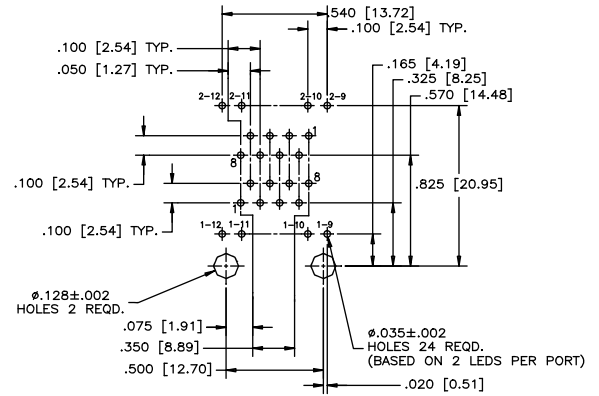 .540 [13.72]
.100 [2.54] TYP.
.100 [2.54] TYP.
.050 [1.27] TYP.
.165 [4.19]
.325 [8.25]
.570 [14.48]
2-12 2-11 2-10 2-9
1
8
.100 [2.54] TYP.
8
.825 [20.95]
1
.100 [2.54] TYP.
1-12 1-11 1-10 1-9
ø.128±.002
HOLES 2 REQD.
.075 [1.91]
.350 [8.89]
.500 [12.70]
ø.035±.002
HOLES 24 REQD.
(BASED ON 2 LEDS PER PORT)
.020 [0.51]